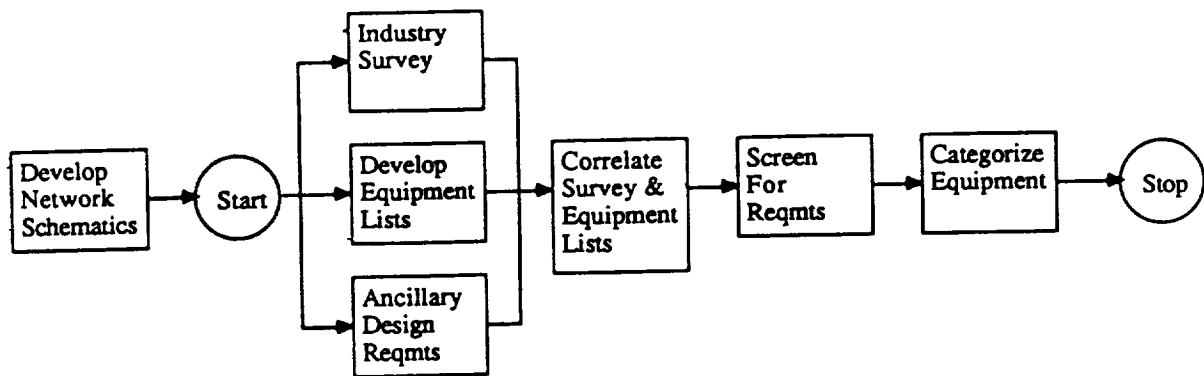 Develop
Network
Schematics
Start
Industry
Survey
Develop
Equipment
Lists
Ancillary
Design
Reqmts
Correlate
Survey &
Equipment
Lists
Screen
For
Reqmts
Categorize
Equipment
Stop